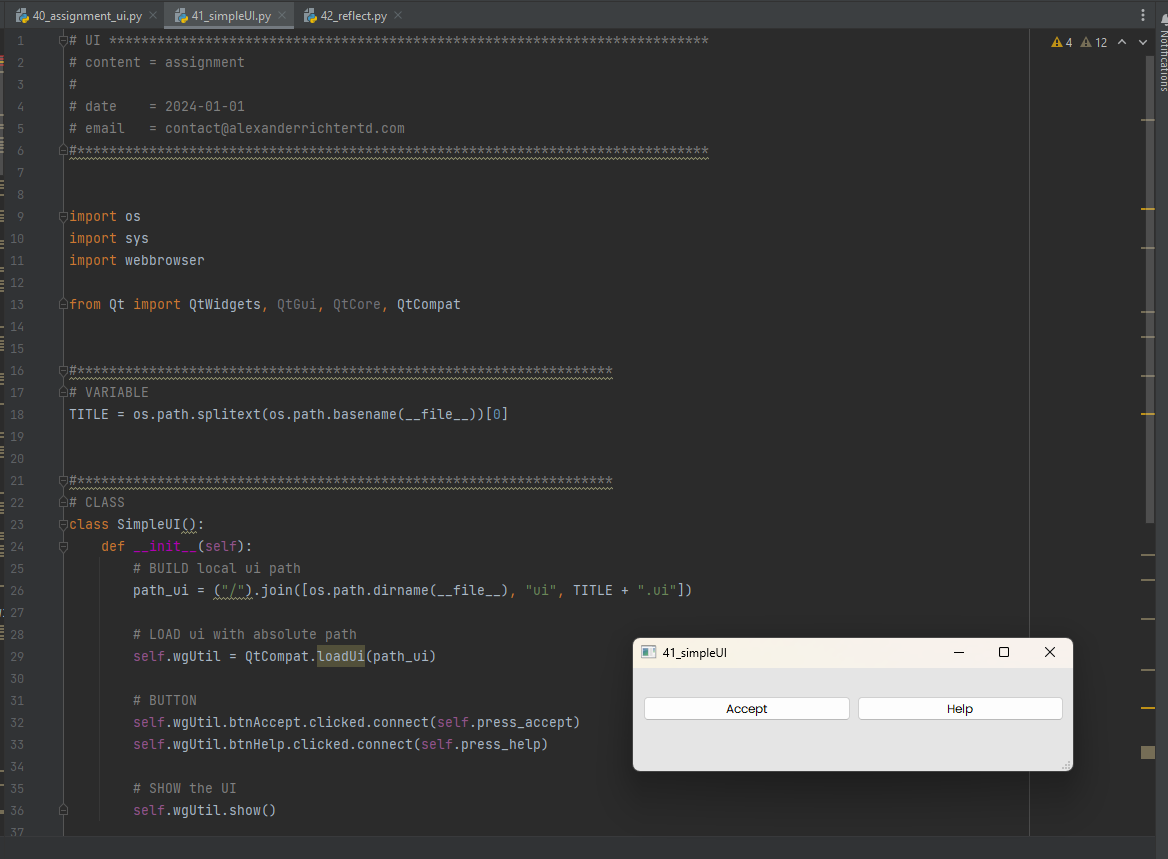 40_assignment_ui.py 41_simpleUI.py 42_reflect.py
4 12
Notifications
1 # UI ***************************************************************************
2 # content = assignment
3 #
4 # date    = 2024-01-01
5 # email   = contact@alexanderrichtertd.com
6 #*******************************************************************************
7
8
9 import os
10 import sys
11 import webbrowser
12
13 from Qt import QtWidgets, QtGui, QtCore, QtCompat
14
15
16 #*******************************************************************
17 # VARIABLE
18 TITLE = os.path.splitext(os.path.basename(__file__))[0]
19
20
21 #*******************************************************************
22 # CLASS
23 class SimpleUI():
24     def __init__(self):
25         # BUILD local ui path
26         path_ui = ("/").join([os.path.dirname(__file__), "ui", TITLE + ".ui"])
27
28         # LOAD ui with absolute path
29         self.wgUtil = QtCompat.loadUi(path_ui)
30
31         # BUTTON
32         self.wgUtil.btnAccept.clicked.connect(self.press_accept)
33         self.wgUtil.btnHelp.clicked.connect(self.press_help)
34
35         # SHOW the UI
36         self.wgUtil.show()
37
41_simpleUI
Accept Help